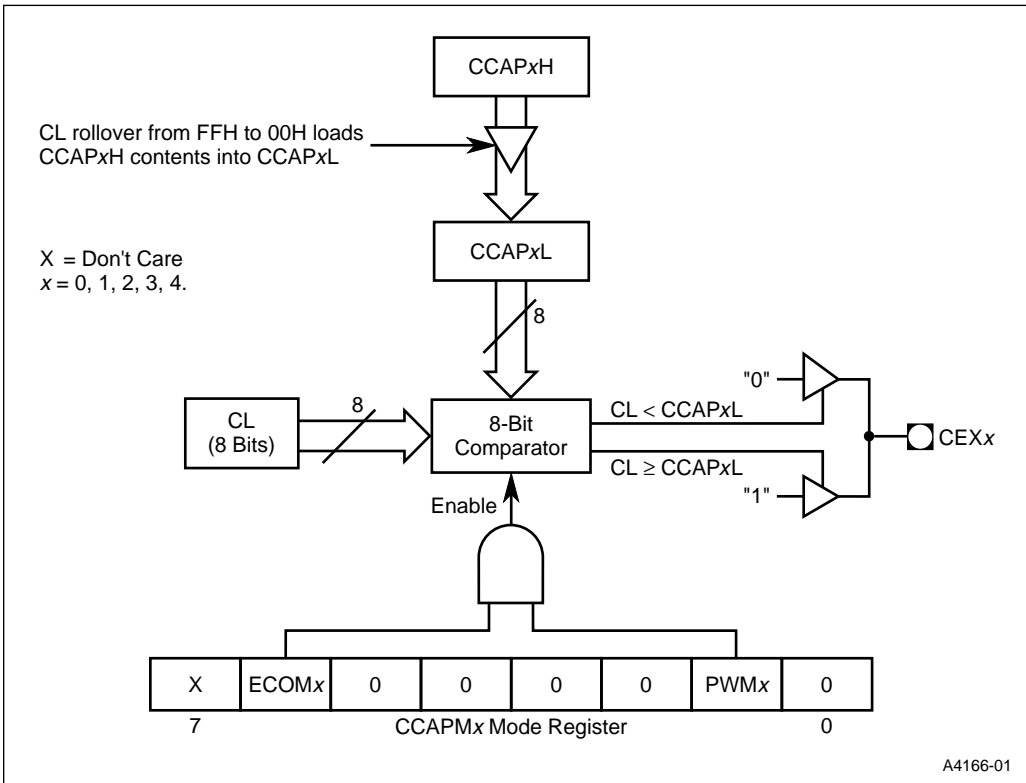 CCAPxH
CL rollover from FFH to 00H loads
CCAPxH contents into CCAPxL
CCAPxL
X = Don't Care
x = 0, 1, 2, 3, 4.
8
"0"
CL < CCAPxL
8
CL
(8 Bits)
8-Bit
Comparator
CEXx
CL ≥ CCAPxL
"1"
Enable
X ECOMx 0 0 0 0 PWMx 0
7 CCAPMx Mode Register 0
A4166-01